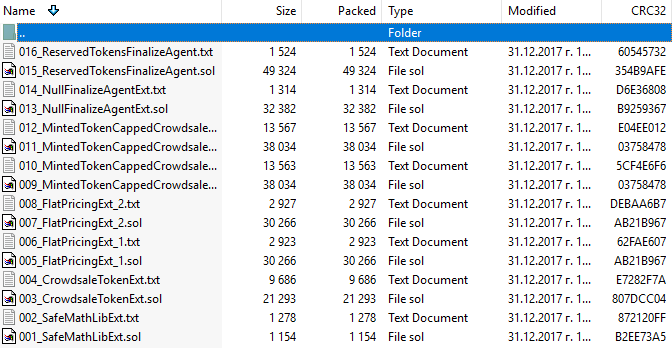 Name Size Packed Type Modified CRC32
.. Folder
016_ReservedTokensFinalizeAgent.txt 1 524 1 524 Text Document 31.12.2017 г. 1... 60545732
015_ReservedTokensFinalizeAgent.sol 49 324 49 324 File sol 31.12.2017 г. 1... 354B9AFE
014_NullFinalizeAgentExt.txt 1 314 1 314 Text Document 31.12.2017 г. 1... D6E36808
013_NullFinalizeAgentExt.sol 32 382 32 382 File sol 31.12.2017 г. 1... B9259367
012_MintedTokenCappedCrowdsale... 13 567 13 567 Text Document 31.12.2017 г. 1... E04EE012
011_MintedTokenCappedCrowdsale... 38 034 38 034 File sol 31.12.2017 г. 1... 03758478
010_MintedTokenCappedCrowdsale... 13 563 13 563 Text Document 31.12.2017 г. 1... 5CF4E6F6
009_MintedTokenCappedCrowdsale... 38 034 38 034 File sol 31.12.2017 г. 1... 03758478
008_FlatPricingExt_2.txt 2 927 2 927 Text Document 31.12.2017 г. 1... DEBAA6B7
007_FlatPricingExt_2.sol 30 266 30 266 File sol 31.12.2017 г. 1... AB21B967
006_FlatPricingExt_1.txt 2 923 2 923 Text Document 31.12.2017 г. 1... 62FAE607
005_FlatPricingExt_1.sol 30 266 30 266 File sol 31.12.2017 г. 1... AB21B967
004_CrowdsaleTokenExt.txt 9 686 9 686 Text Document 31.12.2017 г. 1... E7282F7A
003_CrowdsaleTokenExt.sol 21 293 21 293 File sol 31.12.2017 г. 1... 807DCC04
002_SafeMathLibExt.txt 1 278 1 278 Text Document 31.12.2017 г. 1... 872120FF
001_SafeMathLibExt.sol 1 154 1 154 File sol 31.12.2017 г. 1... B2EE73A5